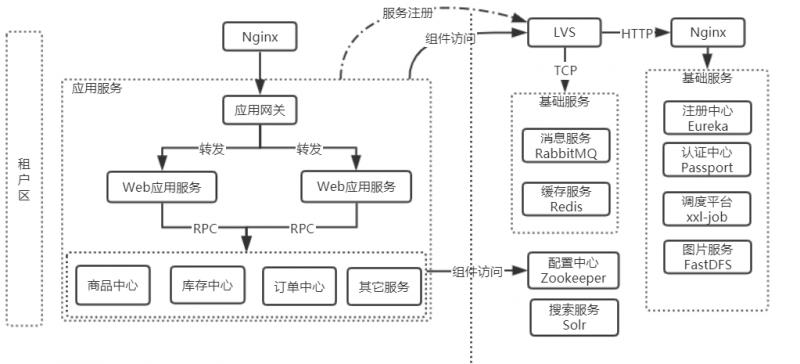 租
户
区
Nginx
应用服务
应用网关
转发
转发
Web应用服务
Web应用服务
RPC
RPC
商品中心
库存中心
订单中心
其它服务
服务注册
组件访问
组件访问
LVS
HTTP
Nginx
TCP
基础服务
消息服务
RabbitMQ
缓存服务
Redis
配置中心
Zookeeper
搜索服务
Solr
基础服务
注册中心
Eureka
认证中心
Passport
调度平台
xxl-job
图片服务
FastDFS